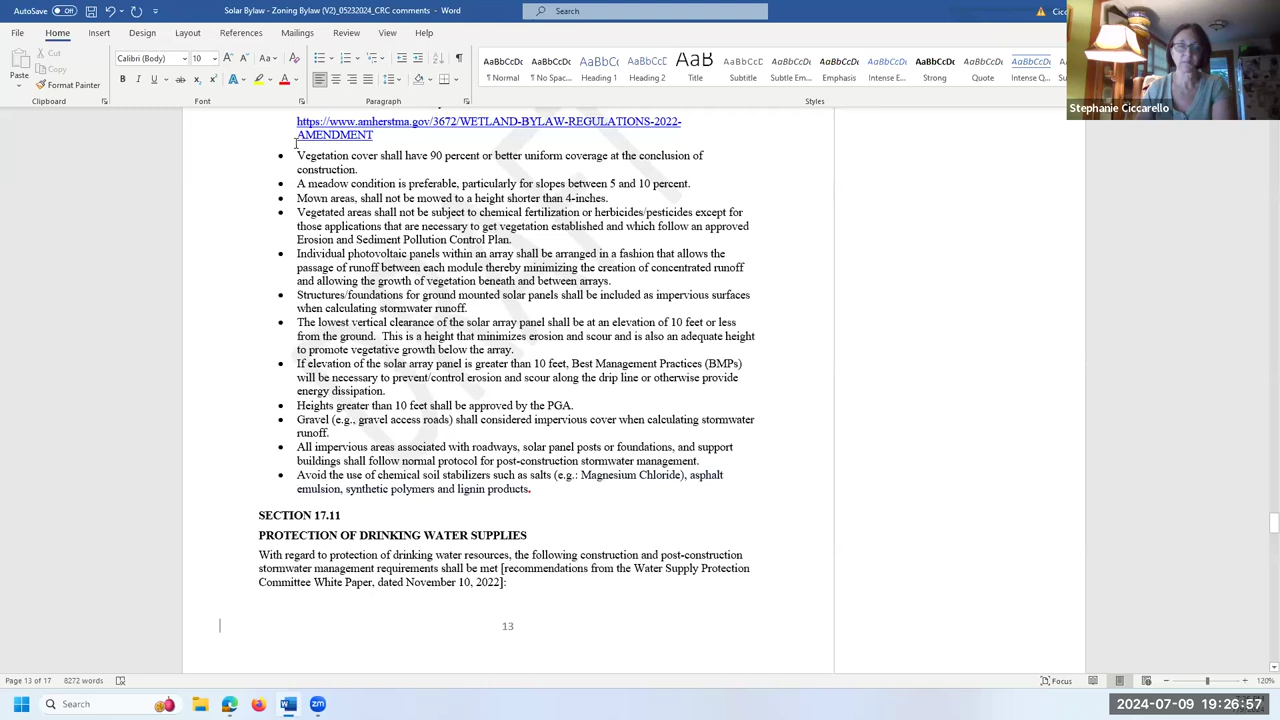 AutoSave Off
Solar Bylaw - Zoning Bylaw_V1_05232024_CRC comments - Word
Search
File Home Insert Design Layout References Mailings Review View Help
Cut
Copy
Format Painter
Paste
Clipboard
Calibri (Body) 10
Font
Paragraph
AaBbCcDc AaBbCcDc AaBbC( AaBbCcC AaB AaBbCcC AaBbCcDc AaBbCcDc AaBbCcDc AaBbCcDc AaBbCcDc AaBbCcDc
¶ Normal ¶ No Spac... Heading 1 Heading 2 Title Subtitle Subtle Em... Emphasis Intense E... Strong Quote Intense Q...
Styles
Stephanie Ciccarello
https://www.amherstma.gov/3672/WETLAND-BYLAW-REGULATIONS-2022-
AMENDMENT
• Vegetation cover shall have 90 percent or better uniform coverage at the conclusion of
construction.
• A meadow condition is preferable, particularly for slopes between 5 and 10 percent.
• Mown areas, shall not be mowed to a height shorter than 4-inches.
• Vegetated areas shall not be subject to chemical fertilization or herbicides/pesticides except for
those applications that are necessary to get vegetation established and which follow an approved
Erosion and Sediment Pollution Control Plan.
• Individual photovoltaic panels within an array shall be arranged in a fashion that allows the
passage of runoff between each module thereby minimizing the creation of concentrated runoff
and allowing the growth of vegetation beneath and between arrays.
• Structures/foundations for ground mounted solar panels shall be included as impervious surfaces
when calculating stormwater runoff.
• The lowest vertical clearance of the solar array panel shall be at an elevation of 10 feet or less
from the ground. This is a height that minimizes erosion and scour and is also an adequate height
to promote vegetative growth below the array.
• If elevation of the solar array panel is greater than 10 feet, Best Management Practices (BMPs)
will be necessary to prevent/control erosion and scour along the drip line or otherwise provide
energy dissipation.
• Heights greater than 10 feet shall be approved by the PGA.
• Gravel (e.g., gravel access roads) shall considered impervious cover when calculating stormwater
runoff.
• All impervious areas associated with roadways, solar panel posts or foundations, and support
buildings shall follow normal protocol for post-construction stormwater management.
• Avoid the use of chemical soil stabilizers such as salts (e.g.: Magnesium Chloride), asphalt
emulsion, synthetic polymers and lignin products.
SECTION 17.11
PROTECTION OF DRINKING WATER SUPPLIES
With regard to protection of drinking water resources, the following construction and post-construction
stormwater management requirements shall be met [recommendations from the Water Supply Protection
Committee White Paper, dated November 10, 2022]:
13
DRAFT
Page 13 of 17 8272 words
Focus
120%
Search
2024-07-09 19:26:57